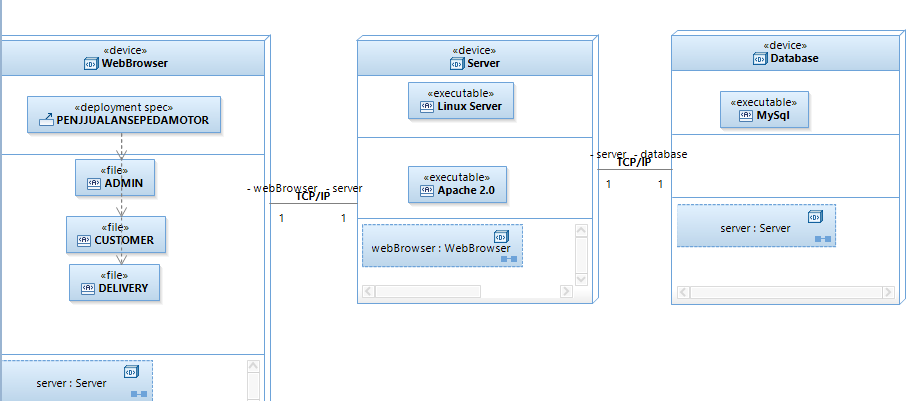 «device»
WebBrowser
«deployment spec»
PENJJUALANSEPEDAMOTOR
«file»
ADMIN
«file»
CUSTOMER
«file»
DELIVERY
server : Server
- webBrowser - server
TCP/IP
1 1
«device»
Server
«executable»
Linux Server
«executable»
Apache 2.0
webBrowser : WebBrowser
- server - database
TCP/IP
1 1
«device»
Database
«executable»
MySql
server : Server